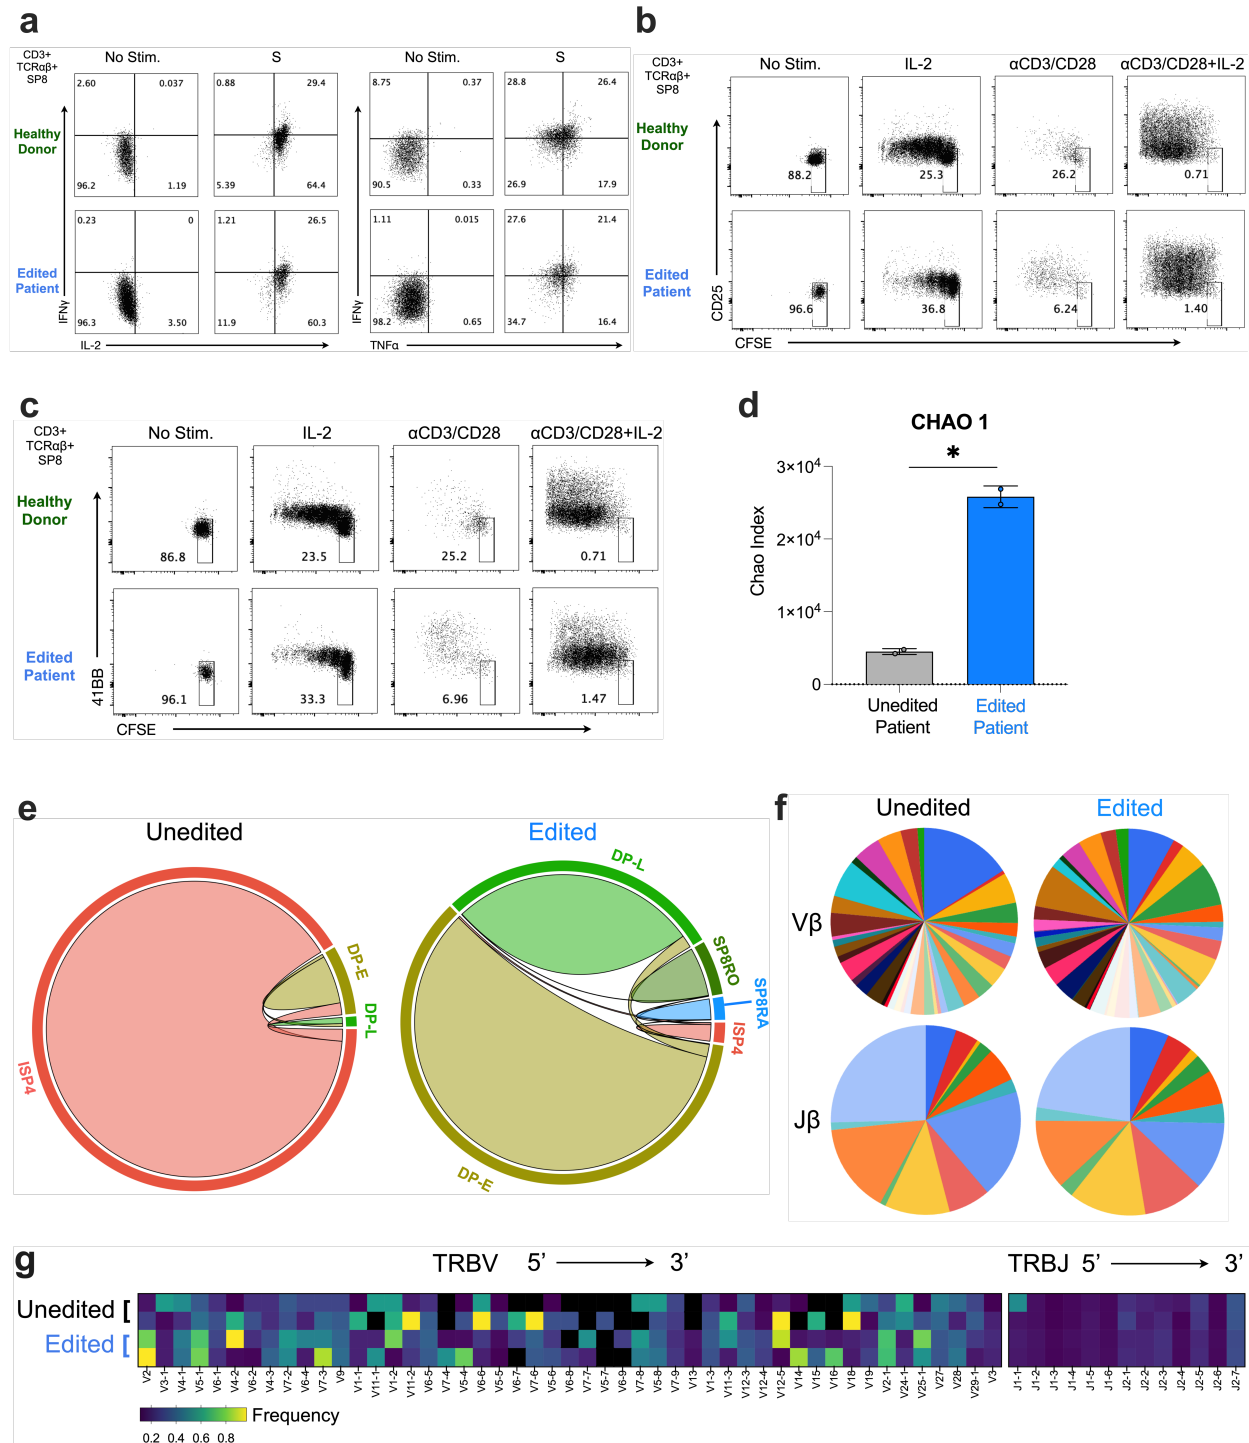 a
CD3+
TCRαβ+
SP8
No Stim.
S
No Stim.
S
Healthy
Donor
2.60
0.037
96.2
1.19
0.88
29.4
5.39
64.4
8.75
0.37
90.5
0.33
28.8
26.4
26.9
17.9
Edited
Patient
0.23
0
96.3
3.50
1.21
26.5
11.9
60.3
1.11
0.015
98.2
0.65
27.6
21.4
34.7
16.4
IFNγ
IFNγ
IL-2
TNFα
b
CD3+
TCRαβ+
SP8
No Stim.
IL-2
αCD3/CD28
αCD3/CD28+IL-2
Healthy
Donor
88.2
25.3
26.2
0.71
Edited
Patient
96.6
36.8
6.24
1.40
CD25
CFSE
c
CD3+
TCRαβ+
SP8
No Stim.
IL-2
αCD3/CD28
αCD3/CD28+IL-2
Healthy
Donor
86.8
23.5
25.2
0.71
Edited
Patient
96.1
33.3
6.96
1.47
41BB
CFSE
d
CHAO 1
*
Chao Index
3×10⁴
2×10⁴
1×10⁴
0
Unedited
Patient
Edited
Patient
e
Unedited
Edited
ISP4
DP-E
DP-L
DP-L
SP8RO
SP8RA
ISP4
DP-E
f
Unedited
Edited
Vβ
Jβ
g
TRBV 5’ 3’
TRBJ 5’ 3’
Unedited [
Edited [
V2 V3-1 V4-1 V5-1 V6-1 V4-2 V6-2 V4-3 V7-2 V6-4 V7-3 V9 V1-1 V11-1 V1-2 V11-2 V6-5 V7-4 V5-4 V6-6 V5-5 V6-7 V7-6 V5-6 V6-8 V7-7 V5-7 V6-9 V7-8 V5-8 V7-9 V13 V1-3 V11-3 V12-3 V12-4 V12-5 V14 V15 V16 V18 V19 V2-1 V24-1 V25-1 V27 V28 V29-1 V3
J1-1 J1-2 J1-3 J1-4 J1-5 J1-6 J2-1 J2-2 J2-3 J2-4 J2-5 J2-6 J2-7
Frequency
0.2 0.4 0.6 0.8